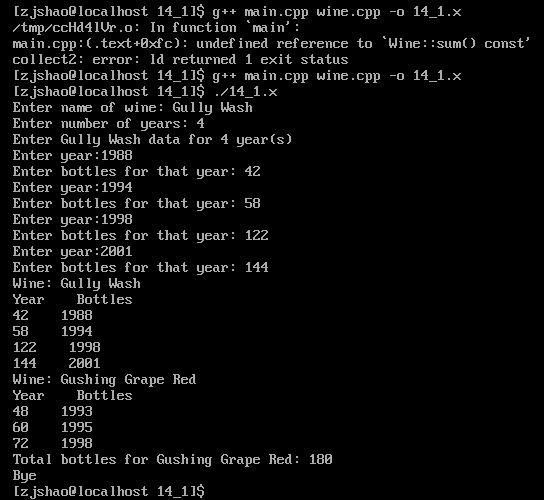 [zjshao@localhost 14_1]$ g++ main.cpp wine.cpp -o 14_1.x
/tmp/ccHd4lVr.o: In function `main':
main.cpp:(.text+0xfc): undefined reference to `Wine::sum() const'
collect2: error: ld returned 1 exit status
[zjshao@localhost 14_1]$ g++ main.cpp wine.cpp -o 14_1.x
[zjshao@localhost 14_1]$ ./14_1.x
Enter name of wine: Gully Wash
Enter number of years: 4
Enter Gully Wash data for 4 year(s)
Enter year:1988
Enter bottles for that year: 42
Enter year:1994
Enter bottles for that year: 58
Enter year:1998
Enter bottles for that year: 122
Enter year:2001
Enter bottles for that year: 144
Wine: Gully Wash
Year    Bottles
42    1988
58    1994
122    1998
144    2001
Wine: Gushing Grape Red
Year    Bottles
48    1993
60    1995
72    1998
Total bottles for Gushing Grape Red: 180
Bye
[zjshao@localhost 14_1]$